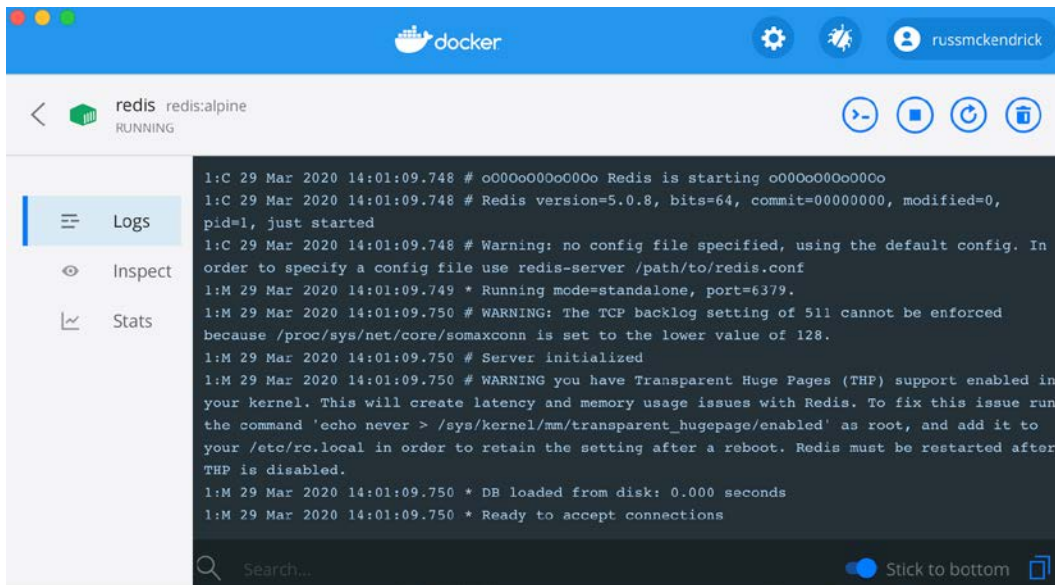 docker
russmckendrick
redis redis:alpine
RUNNING
Logs
Inspect
Stats
1:C 29 Mar 2020 14:01:09.748 # oO0OoO0OoO0Oo Redis is starting oO0OoO0OoO0Oo
1:C 29 Mar 2020 14:01:09.748 # Redis version=5.0.8, bits=64, commit=00000000, modified=0,
pid=1, just started
1:C 29 Mar 2020 14:01:09.748 # Warning: no config file specified, using the default config. In
order to specify a config file use redis-server /path/to/redis.conf
1:M 29 Mar 2020 14:01:09.749 * Running mode=standalone, port=6379.
1:M 29 Mar 2020 14:01:09.750 # WARNING: The TCP backlog setting of 511 cannot be enforced
because /proc/sys/net/core/somaxconn is set to the lower value of 128.
1:M 29 Mar 2020 14:01:09.750 # Server initialized
1:M 29 Mar 2020 14:01:09.750 # WARNING you have Transparent Huge Pages (THP) support enabled in
your kernel. This will create latency and memory usage issues with Redis. To fix this issue run
the command 'echo never > /sys/kernel/mm/transparent_hugepage/enabled' as root, and add it to
your /etc/rc.local in order to retain the setting after a reboot. Redis must be restarted after
THP is disabled.
1:M 29 Mar 2020 14:01:09.750 * DB loaded from disk: 0.000 seconds
1:M 29 Mar 2020 14:01:09.750 * Ready to accept connections
Search...
Stick to bottom